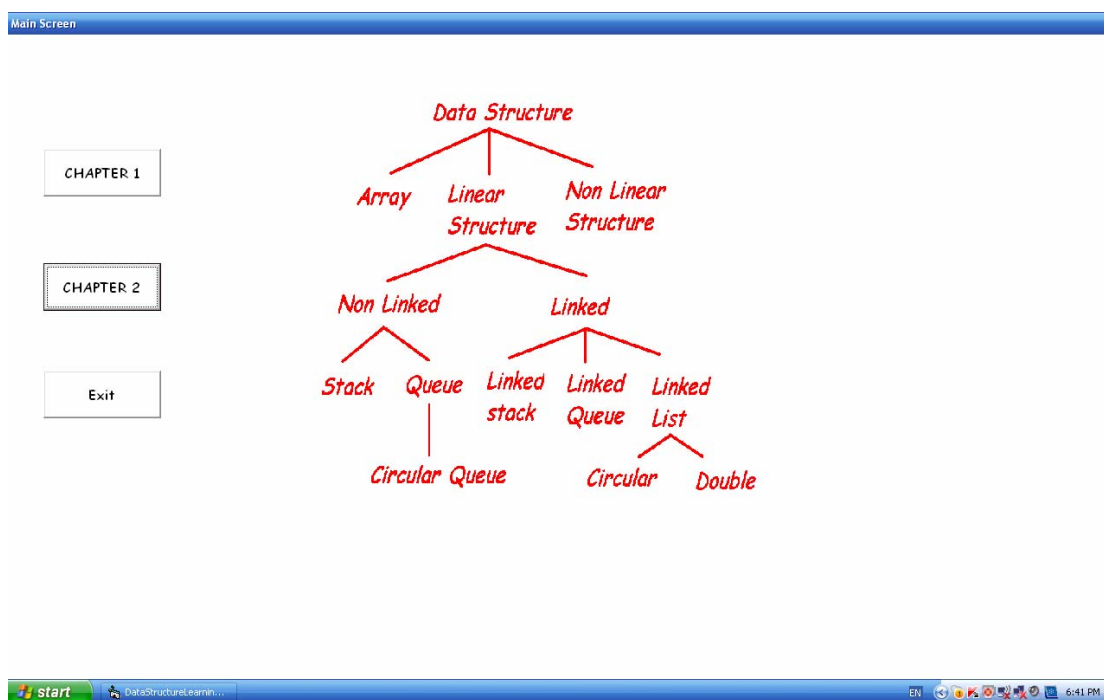 Main Screen
Data Structure
CHAPTER 1
Array
Linear
Structure
Non Linear
Structure
CHAPTER 2
Non Linked
Linked
Stack
Queue
Linked
stack
Linked
Queue
Linked
List
Exit
Circular Queue
Circular
Double
start
DataStructureLearnin...
EN
6:41 PM